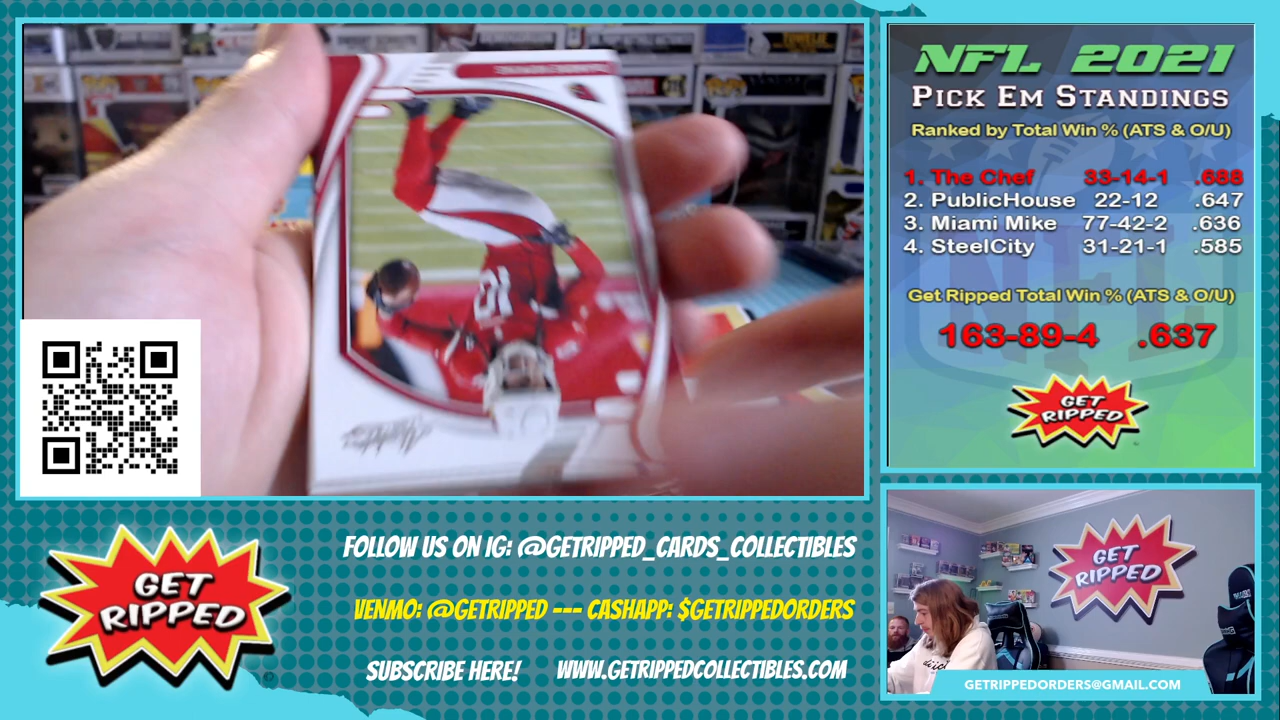 NFL 2021
PICK EM STANDINGS
Ranked by Total Win % (ATS & O/U)
1. The Chef 33-14-1 .688
2. PublicHouse 22-12 .647
3. Miami Mike 77-42-2 .636
4. SteelCity 31-21-1 .585
Get Ripped Total Win % (ATS & O/U)
163-89-4 .637
GET
RIPPED
10
GET
RIPPED
FOLLOW US ON IG: @GETRIPPED_CARDS_COLLECTIBLES
VENMO: @GETRIPPED --- CASHAPP: $GETRIPPEDORDERS
SUBSCRIBE HERE! WWW.GETRIPPEDCOLLECTIBLES.COM
GET
RIPPED
GETRIPPEDORDERS@GMAIL.COM